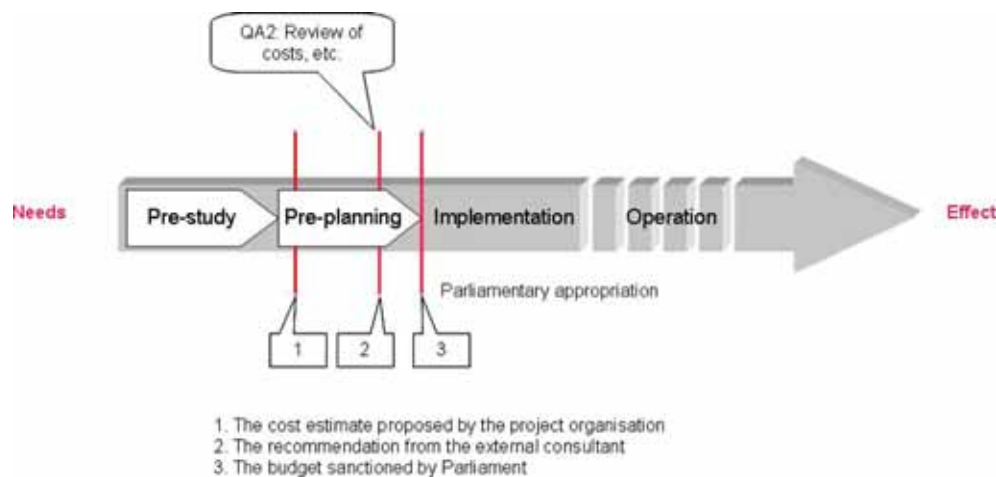 QA2: Review of
costs, etc.
Needs
Pre-study
Pre-planning
Implementation
Operation
Effect
Parliamentary appropriation
1
2
3
1. The cost estimate proposed by the project organisation
2. The recommendation from the external consultant
3. The budget sanctioned by Parliament